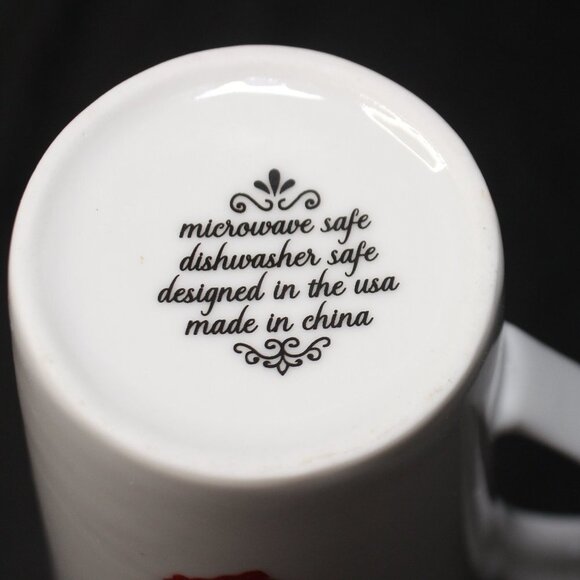 microwave safe
dishwasher safe
designed in the usa
made in china